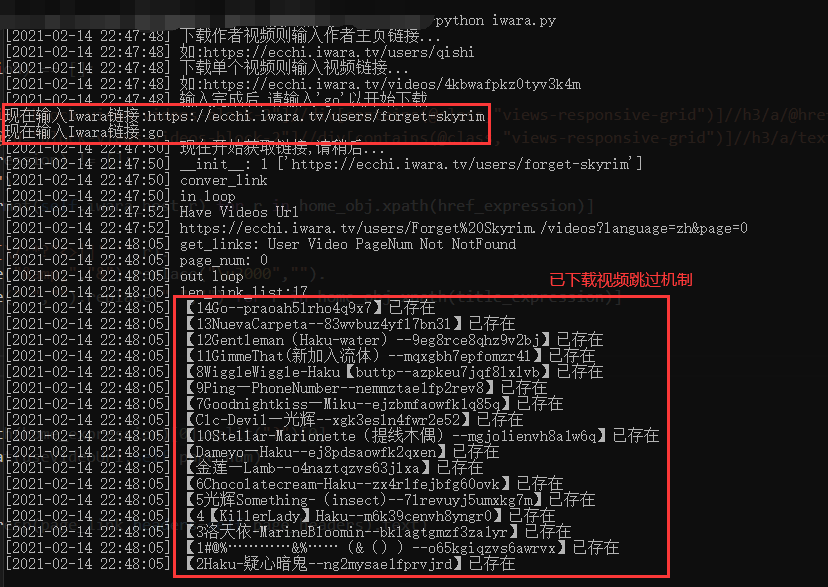 python iwara.py
[2021-02-14 22:47:48] 下载作者视频则输入作者主页链接...
[2021-02-14 22:47:48] 如:https://ecchi.iwara.tv/users/qishi
[2021-02-14 22:47:48] 下载单个视频则输入视频链接...
[2021-02-14 22:47:48] 如:https://ecchi.iwara.tv/videos/4kbwafpkz0tyv3k4m
[2021-02-14 22:47:48] 输入完成后,请输入'go'以开始下载
现在输入Iwara链接:https://ecchi.iwara.tv/users/forget-skyrim
现在输入Iwara链接:go
[2021-02-14 22:47:50] 现在开始获取链接,请稍后...
[2021-02-14 22:47:50] __init__: 1 ['https://ecchi.iwara.tv/users/forget-skyrim']
[2021-02-14 22:47:50] conver_link
[2021-02-14 22:47:50] in loop
[2021-02-14 22:47:52] Have Videos Url
[2021-02-14 22:47:52] https://ecchi.iwara.tv/users/Forget%20Skyrim./videos?language=zh&page=0
[2021-02-14 22:48:05] get_links: User Video PageNum Not NotFound
[2021-02-14 22:48:05] page_num: 0
[2021-02-14 22:48:05] out loop
已下载视频跳过机制
[2021-02-14 22:48:05] len_link_list:17
[2021-02-14 22:48:05] 【14Go--praoah51rho4q9x7】已存在
[2021-02-14 22:48:05] 【13NuevaCarpeta--83wvbuz4yf17bn31】已存在
[2021-02-14 22:48:05] 【12Gentleman（Haku-water）--9eg8rce8qhz9v2bj】已存在
[2021-02-14 22:48:05] 【11GimmeThat(新加入流体）--mqxgbh7epfomzr41】已存在
[2021-02-14 22:48:05] 【8WiggleWiggle-Haku【buttp--azpkeu7jqf81xlvb】已存在
[2021-02-14 22:48:05] 【9Ping一PhoneNumber--nemmztaelfp2rev8】已存在
[2021-02-14 22:48:05] 【7Goodnightkiss一Miku--ejzbmfaowfk1q85q】已存在
[2021-02-14 22:48:05] 【C1c-Devil一光辉--xgk3esln4fwr2e52】已存在
[2021-02-14 22:48:05] 【10Stellar-Marionette（提线木偶）--mgjolienvh8a1w6q】已存在
[2021-02-14 22:48:05] 【Dameyo一Haku--ej8pdsaowfk2qxen】已存在
[2021-02-14 22:48:05] 【金莲一Lamb--o4naztqzvs63jlxa】已存在
[2021-02-14 22:48:05] 【6Chocolatecream-Haku--zx4rlfejbfg60ovk】已存在
[2021-02-14 22:48:05] 【5光辉Something-（insect)--71revuyj5umxkg7m】已存在
[2021-02-14 22:48:05] 【4【KillerLady】Haku--m6k39cenvh8yngr0】已存在
[2021-02-14 22:48:05] 【3洛天依-MarineBloomin--bklagtgmzf3zalyr】已存在
[2021-02-14 22:48:05] 【1#@%…………&%……（&（））--o65kgiqzvs6awrvx】已存在
[2021-02-14 22:48:05] 【2Haku-疑心暗鬼--ng2mysaelfprvjrd】已存在